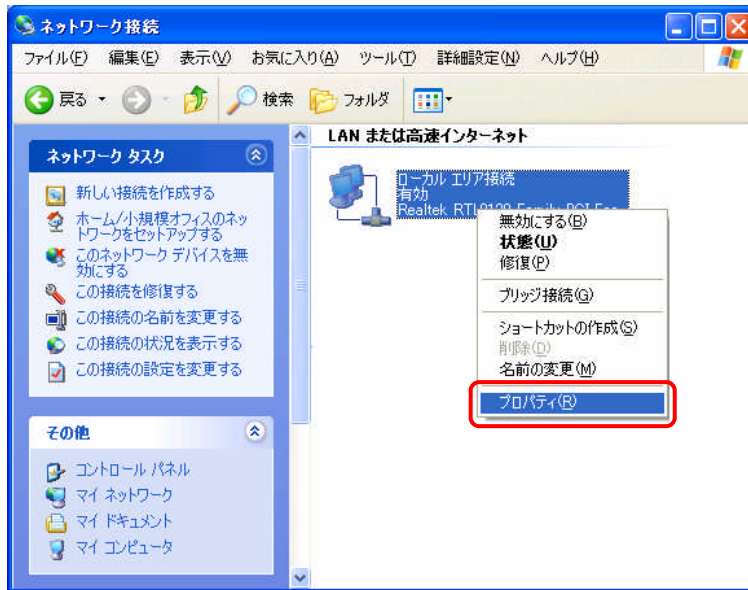 ネットワーク接続
ファイル(F) 編集(E) 表示(V) お気に入り(A) ツール(T) 詳細設定(N) ヘルプ(H)
戻る 検索 フォルダ
ネットワーク タスク
新しい接続を作成する
ホーム/小規模オフィスのネッ
トワークをセットアップする
このネットワーク デバイスを無
効にする
この接続を修復する
この接続の名前を変更する
この接続の状況を表示する
この接続の設定を変更する
その他
コントロール パネル
マイ ネットワーク
マイ ドキュメント
マイ コンピュータ
LAN または高速インターネット
ローカル エリア接続
有効
Realtek RTL8139 Family PCI Fas
無効にする(B)
状態(U)
修復(P)
ブリッジ接続(G)
ショートカットの作成(S)
削除(D)
名前の変更(M)
プロパティ(R)